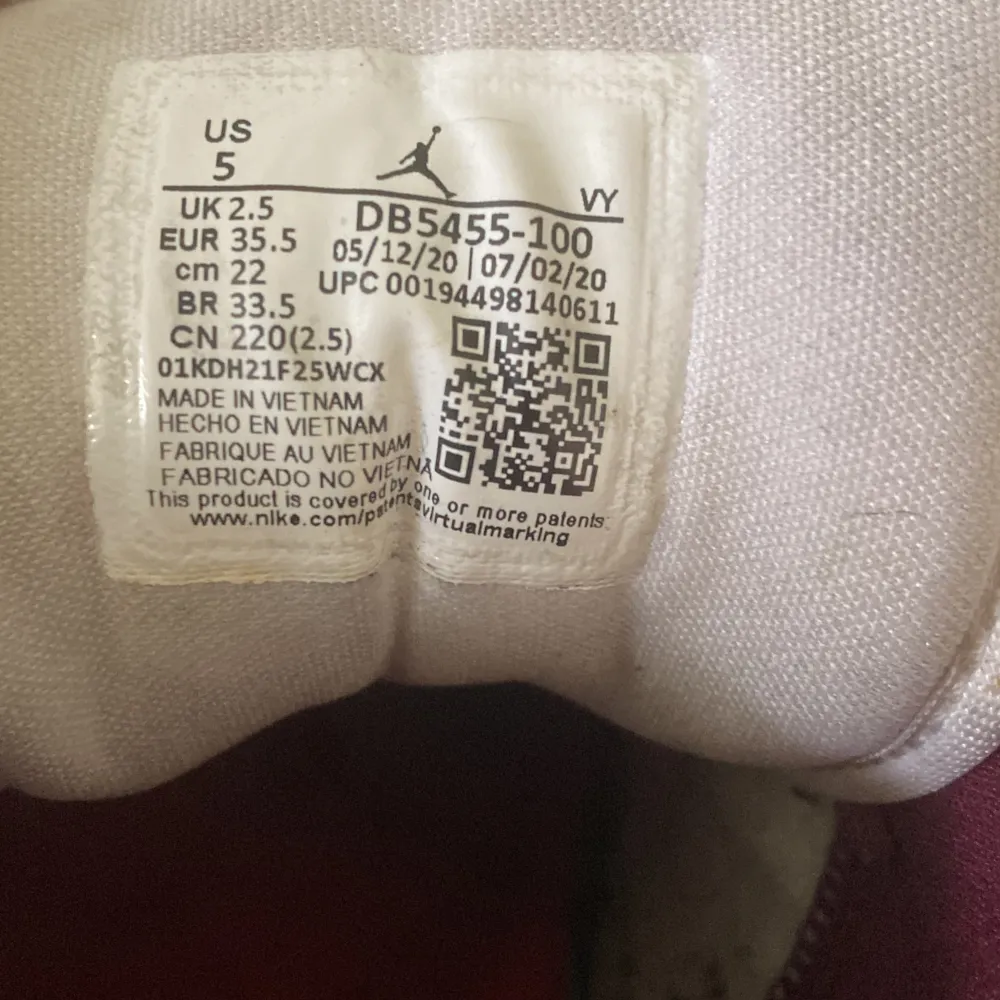 US
5
VY
UK 2.5
EUR 35.5
cm 22
BR 33.5
CN 220(2.5)
DB5455-100
05/12/20 | 07/02/20
UPC 00194498140611
01KDH21F25WCX
MADE IN VIETNAM
HECHO EN VIETNAM
FABRIQUE AU VIETNAM
FABRICADO NO VIETNA
This product is covered by one or more patents
www.nike.com/patentsvirtualmarking